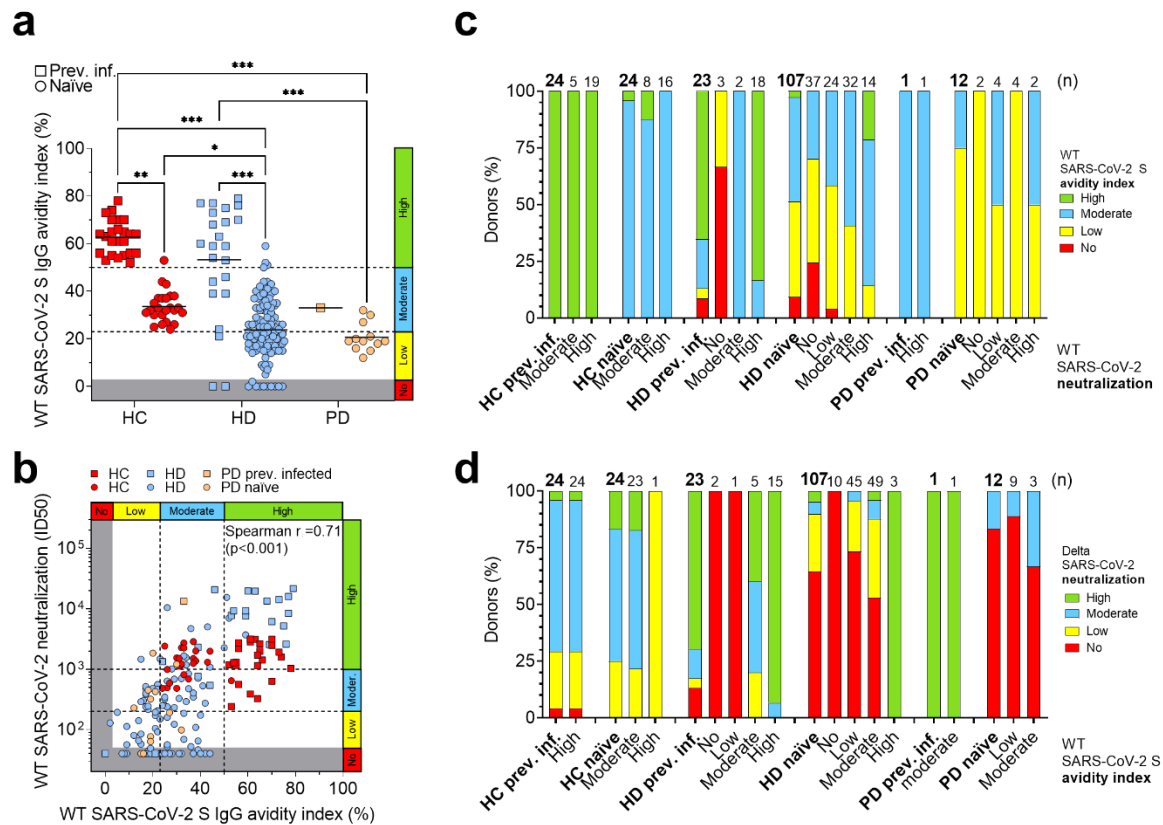 a
Prev. inf.
Naïve
***
***
***
*
**
***
WT SARS-CoV-2 S IgG avidity index (%)
100
80
60
40
20
0
High
Moderate
Low
No
HC
HD
PD
b
HC
HD
PD prev. infected
HC
HD
PD naïve
No
Low
Moderate
High
Spearman r =0.71
(p<0.001)
WT SARS-CoV-2 neutralization (ID50)
10⁵
10⁴
10³
10²
High
Moder.
Low
No
0 20 40 60 80 100
WT SARS-CoV-2 S IgG avidity index (%)
c
24 5 19 24 8 16 23 3 2 18 107 37 24 32 14 1 1 12 2 4 4 2 (n)
Donors (%)
100
75
50
25
0
WT
SARS-CoV-2 S
avidity index
High
Moderate
Low
No
HC prev. inf. Moderate High HC naïve Moderate High HD prev. inf. No Moderate High HD naïve No Low Moderate High PD prev. inf. High PD naïve No Low Moderate High
WT
SARS-CoV-2
neutralization
d
24 24 24 23 1 23 2 1 5 15 107 10 45 49 3 1 1 12 9 3 (n)
Donors (%)
100
75
50
25
0
Delta
SARS-CoV-2
neutralization
High
Moderate
Low
No
HC prev. inf. High HC naïve Moderate High HD prev. inf. No Low Moderate High HD naïve No Low Moderate High PD prev. inf. moderate PD naïve Low Moderate
WT
SARS-CoV-2 S
avidity index